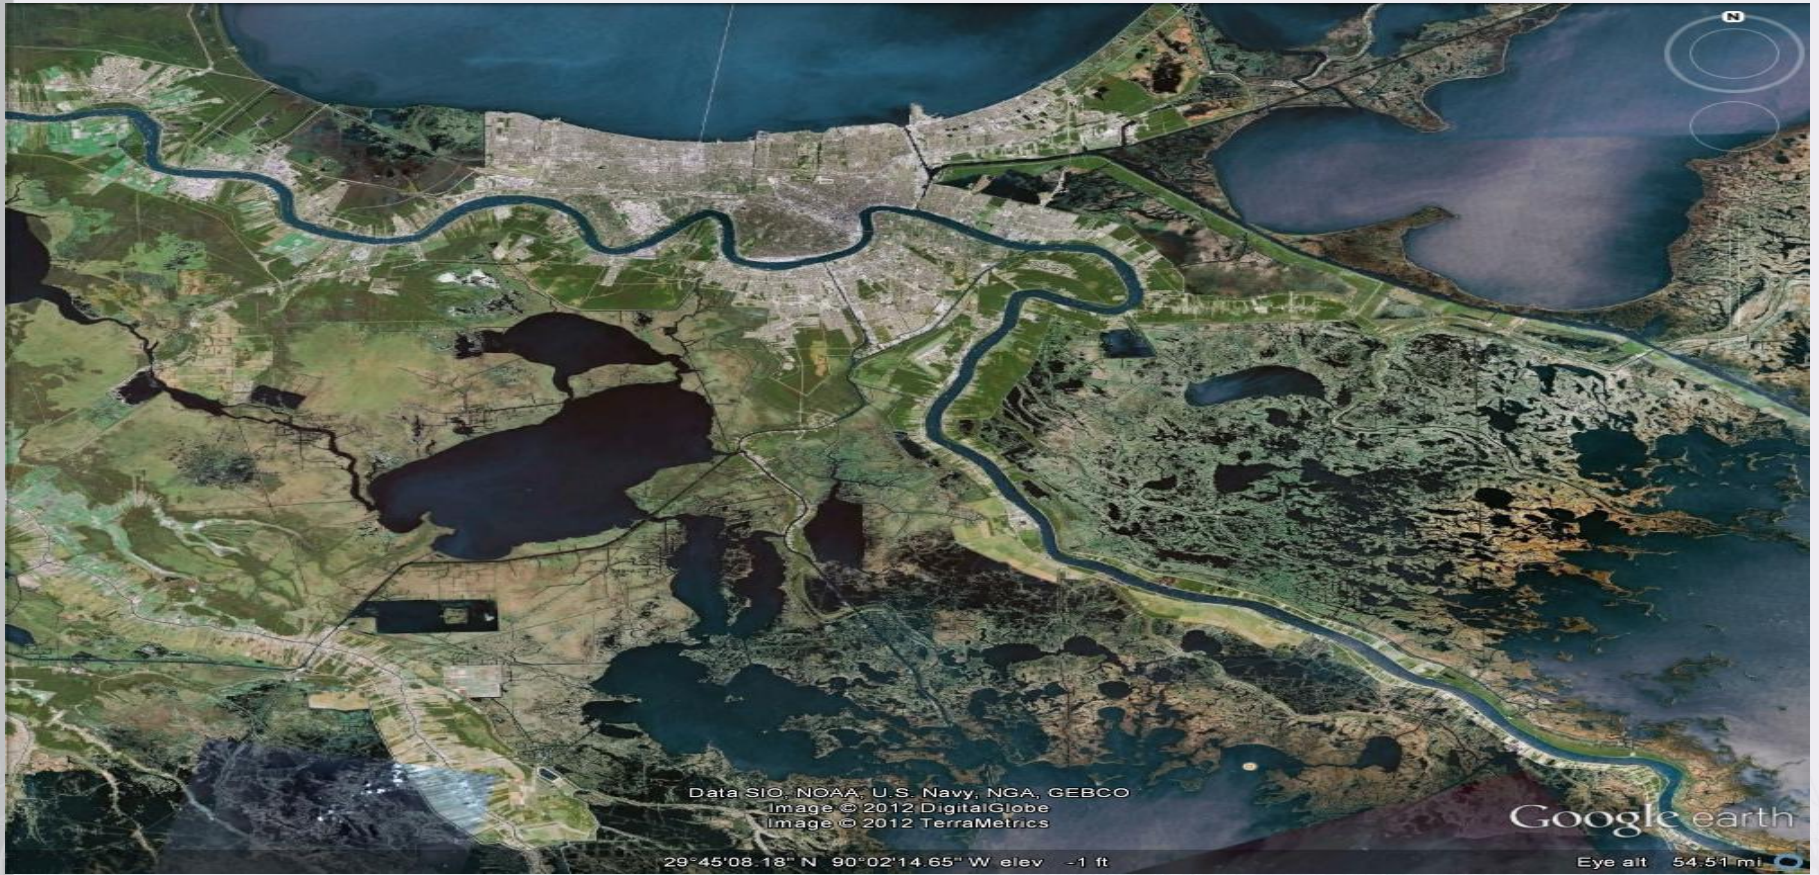 N
Data SIO, NOAA, U.S. Navy, NGA, GEBCO
Image © 2012 DigitalGlobe
Image © 2012 TerraMetrics
Google earth
29°45'08.18" N 90°02'14.65" W elev -1 ft
Eye alt 54.51 mi